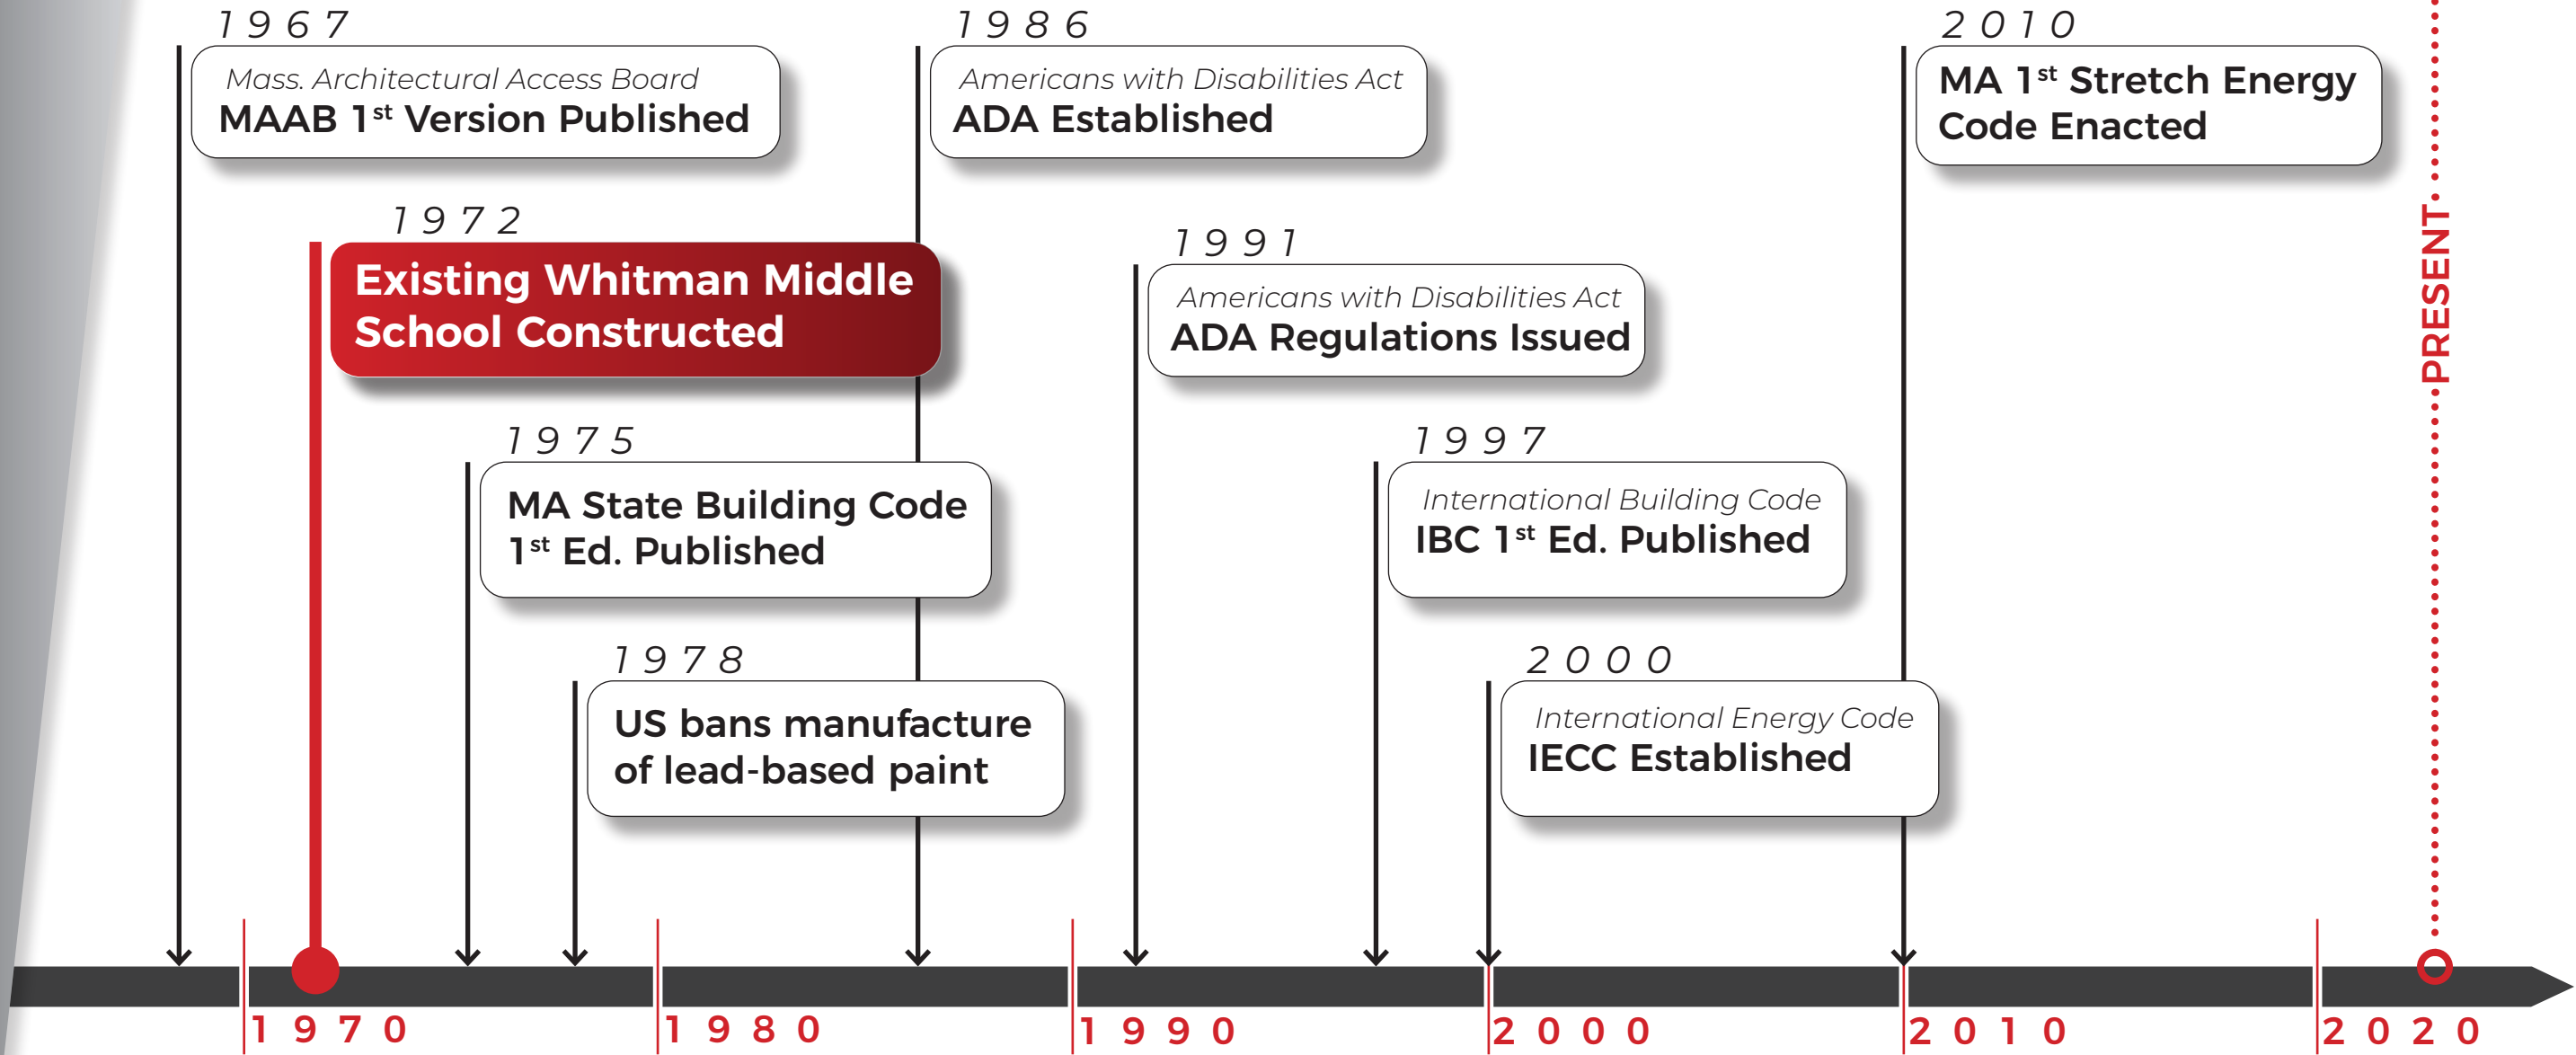 1967
Mass. Architectural Access Board
MAAB 1st Version Published
1986
Americans with Disabilities Act
ADA Established
2010
MA 1st Stretch Energy
Code Enacted
1972
Existing Whitman Middle
School Constructed
1991
Americans with Disabilities Act
ADA Regulations Issued
PRESENT
1975
MA State Building Code
1st Ed. Published
1997
International Building Code
IBC 1st Ed. Published
1978
US bans manufacture
of lead-based paint
2000
International Energy Code
IECC Established
1970
1980
1990
2000
2010
2020